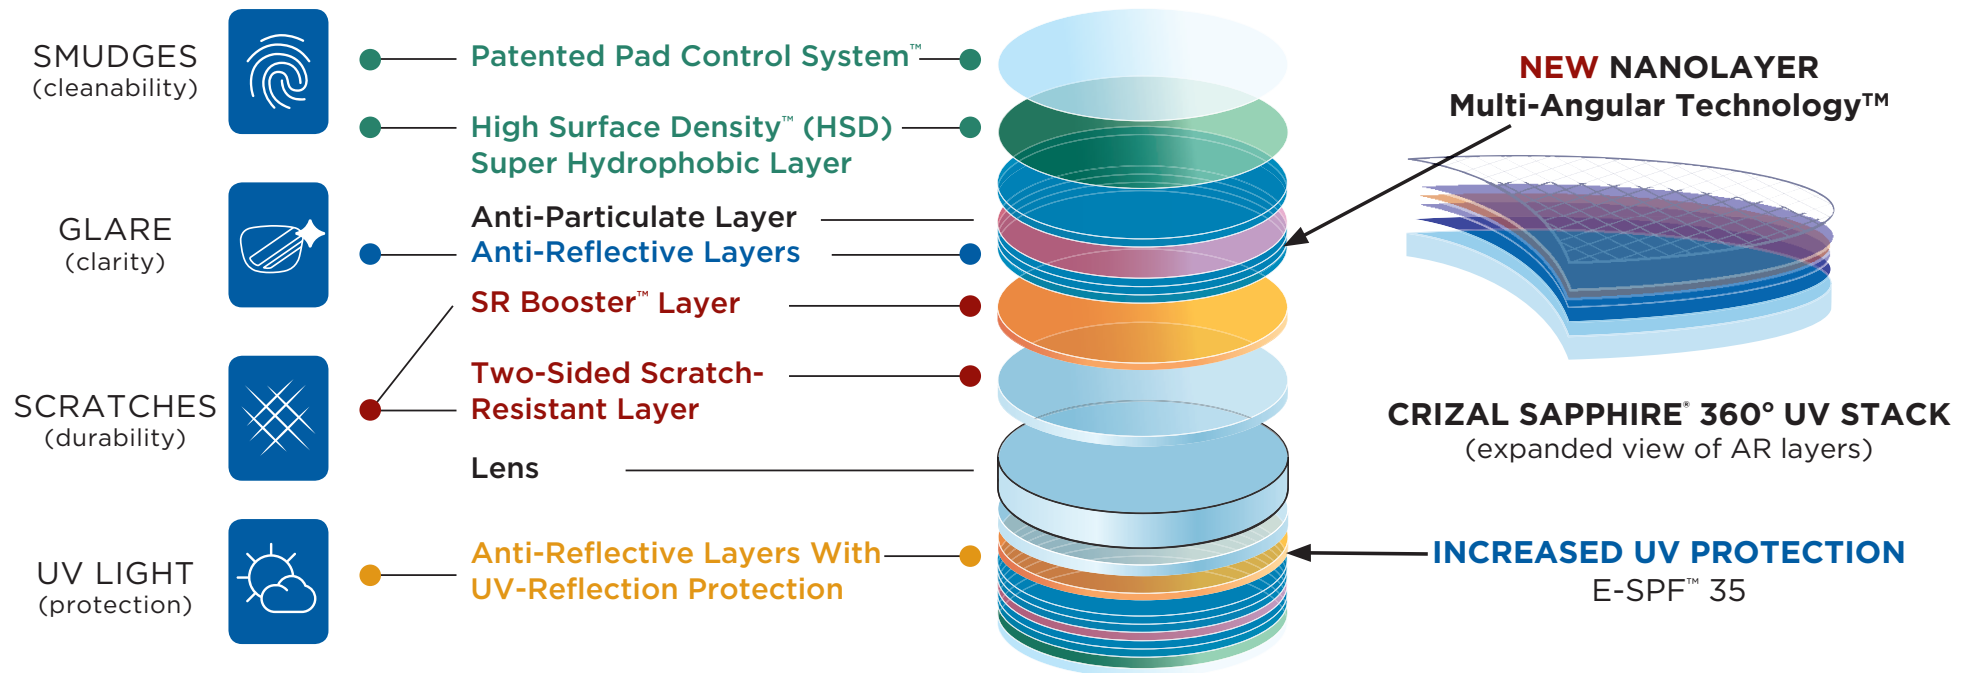 SMUDGES
(cleanability)
GLARE
(clarity)
SCRATCHES
(durability)
UV LIGHT
(protection)
Patented Pad Control System™
High Surface Density™ (HSD)
Super Hydrophobic Layer
Anti-Particulate Layer
Anti-Reflective Layers
SR Booster™ Layer
Two-Sided Scratch-
Resistant Layer
Lens
Anti-Reflective Layers With
UV-Reflection Protection
NEW NANOLAYER
Multi-Angular Technology™
CRIZAL SAPPHIRE® 360° UV STACK
(expanded view of AR layers)
INCREASED UV PROTECTION
E-SPF™ 35